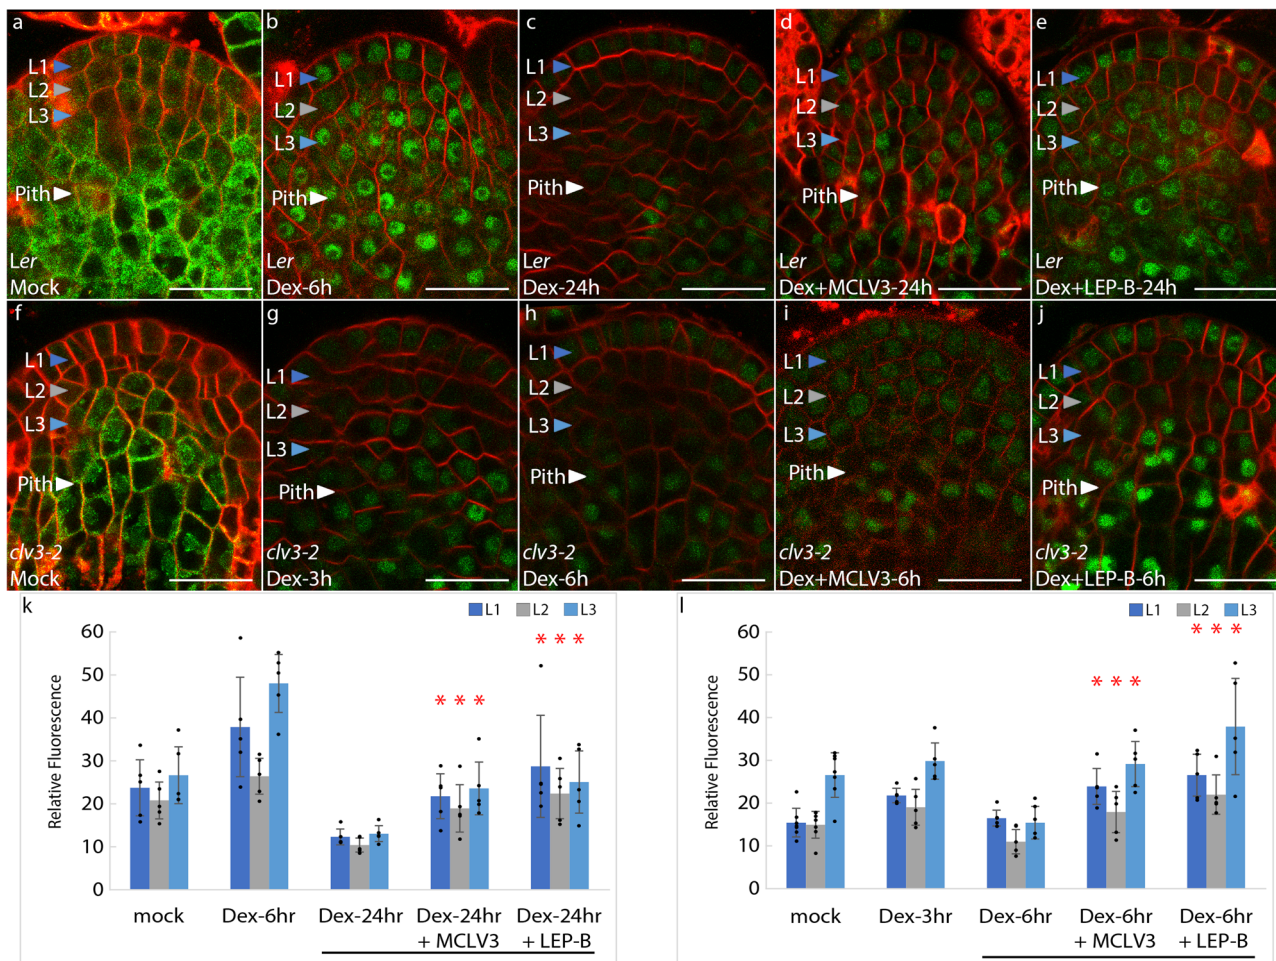 a
L1
L2
L3
Pith
Ler
Mock
b
L1
L2
L3
Pith
Ler
Dex-6h
c
L1
L2
L3
Pith
Ler
Dex-24h
d
L1
L2
L3
Pith
Ler
Dex+MCLV3-24h
e
L1
L2
L3
Pith
Ler
Dex+LEP-B-24h
f
L1
L2
L3
Pith
clv3-2
Mock
g
L1
L2
L3
Pith
clv3-2
Dex-3h
h
L1
L2
L3
Pith
clv3-2
Dex-6h
i
L1
L2
L3
Pith
clv3-2
Dex+MCLV3-6h
j
L1
L2
L3
Pith
clv3-2
Dex+LEP-B-6h
k
L1 L2 L3
Relative Fluorescence
60
50
40
30
20
10
0
* * *
* * *
mock
Dex-6hr
Dex-24hr
Dex-24hr
+ MCLV3
Dex-24hr
+ LEP-B
l
L1 L2 L3
Relative Fluorescence
60
50
40
30
20
10
0
* * *
* * *
mock
Dex-3hr
Dex-6hr
Dex-6hr
+ MCLV3
Dex-6hr
+ LEP-B